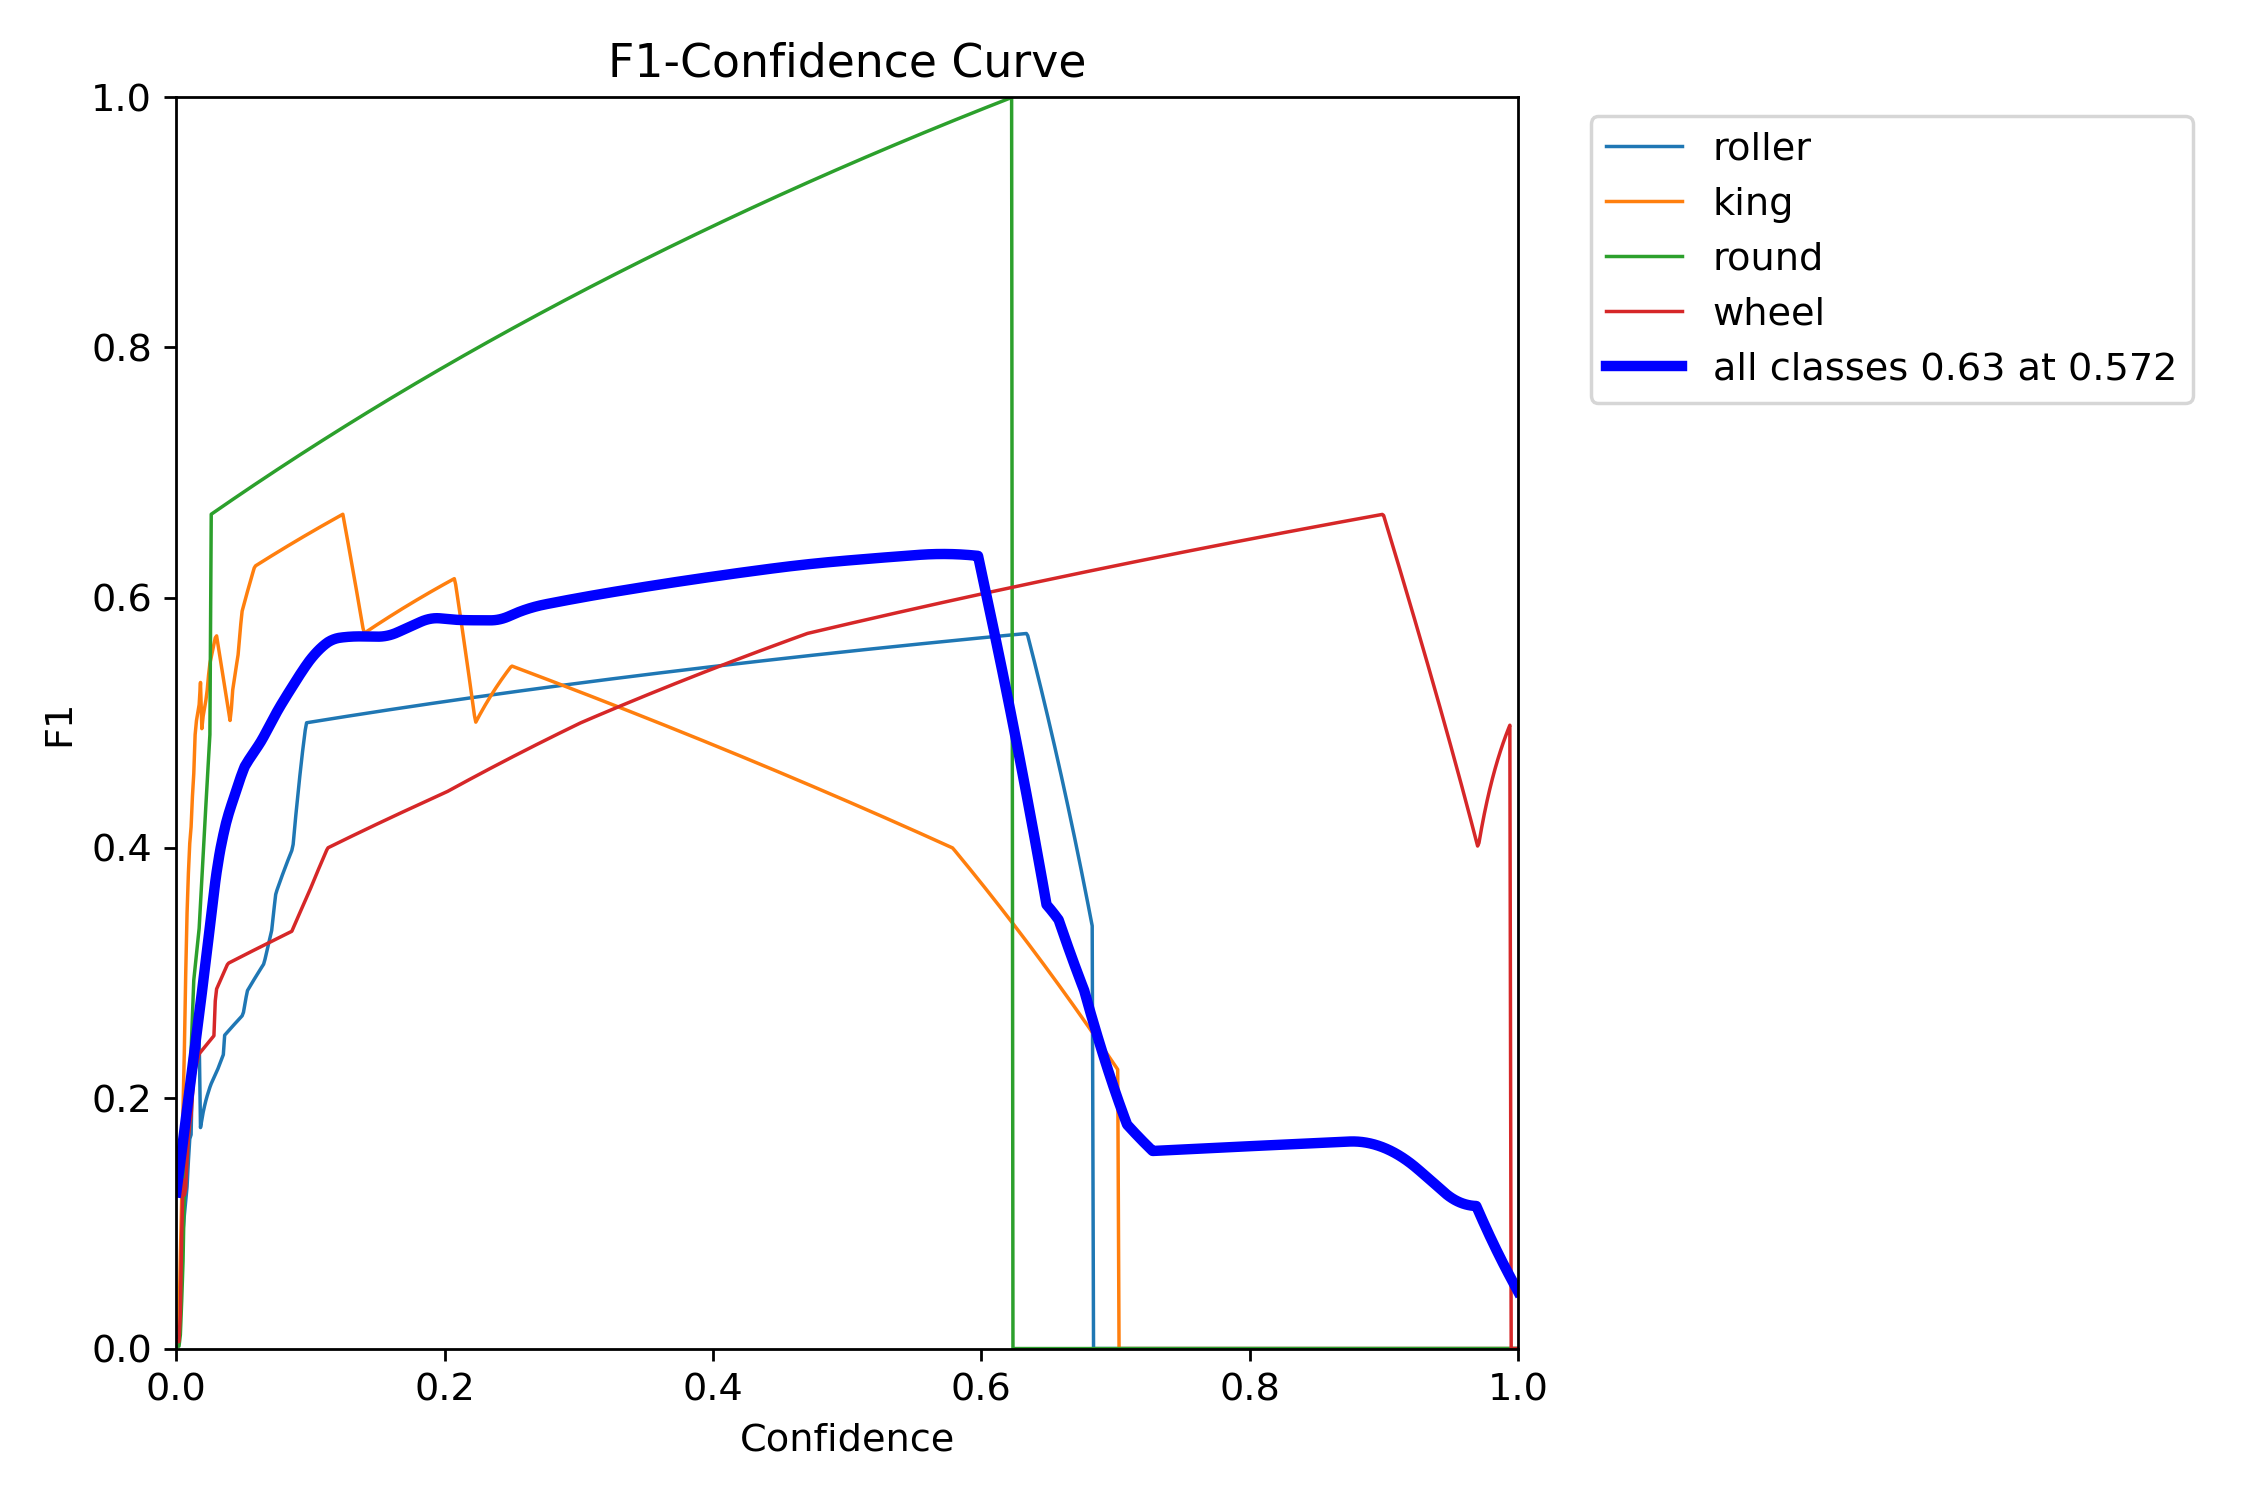 F1-Confidence Curve
1.0
0.8
0.6
0.4
0.2
0.0
F1
0.0 0.2 0.4 0.6 0.8 1.0
Confidence
roller
king
round
wheel
all classes 0.63 at 0.572